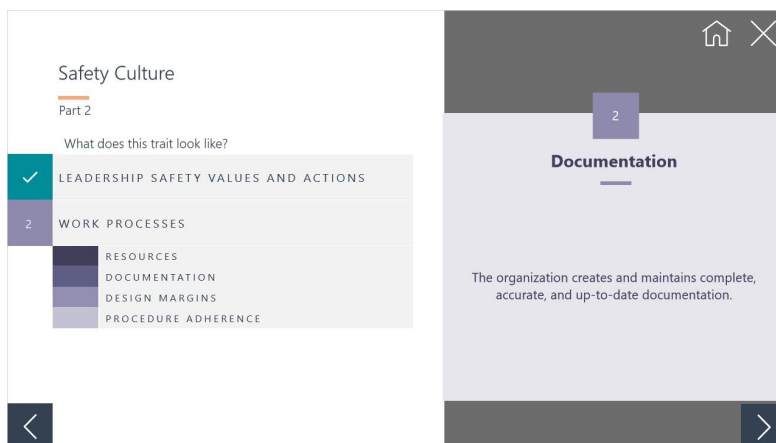 Safety Culture
Part 2
What does this trait look like?
LEADERSHIP SAFETY VALUES AND ACTIONS
2
WORK PROCESSES
RESOURCES
DOCUMENTATION
DESIGN MARGINS
PROCEDURE ADHERENCE
2
Documentation
The organization creates and maintains complete,
accurate, and up-to-date documentation.